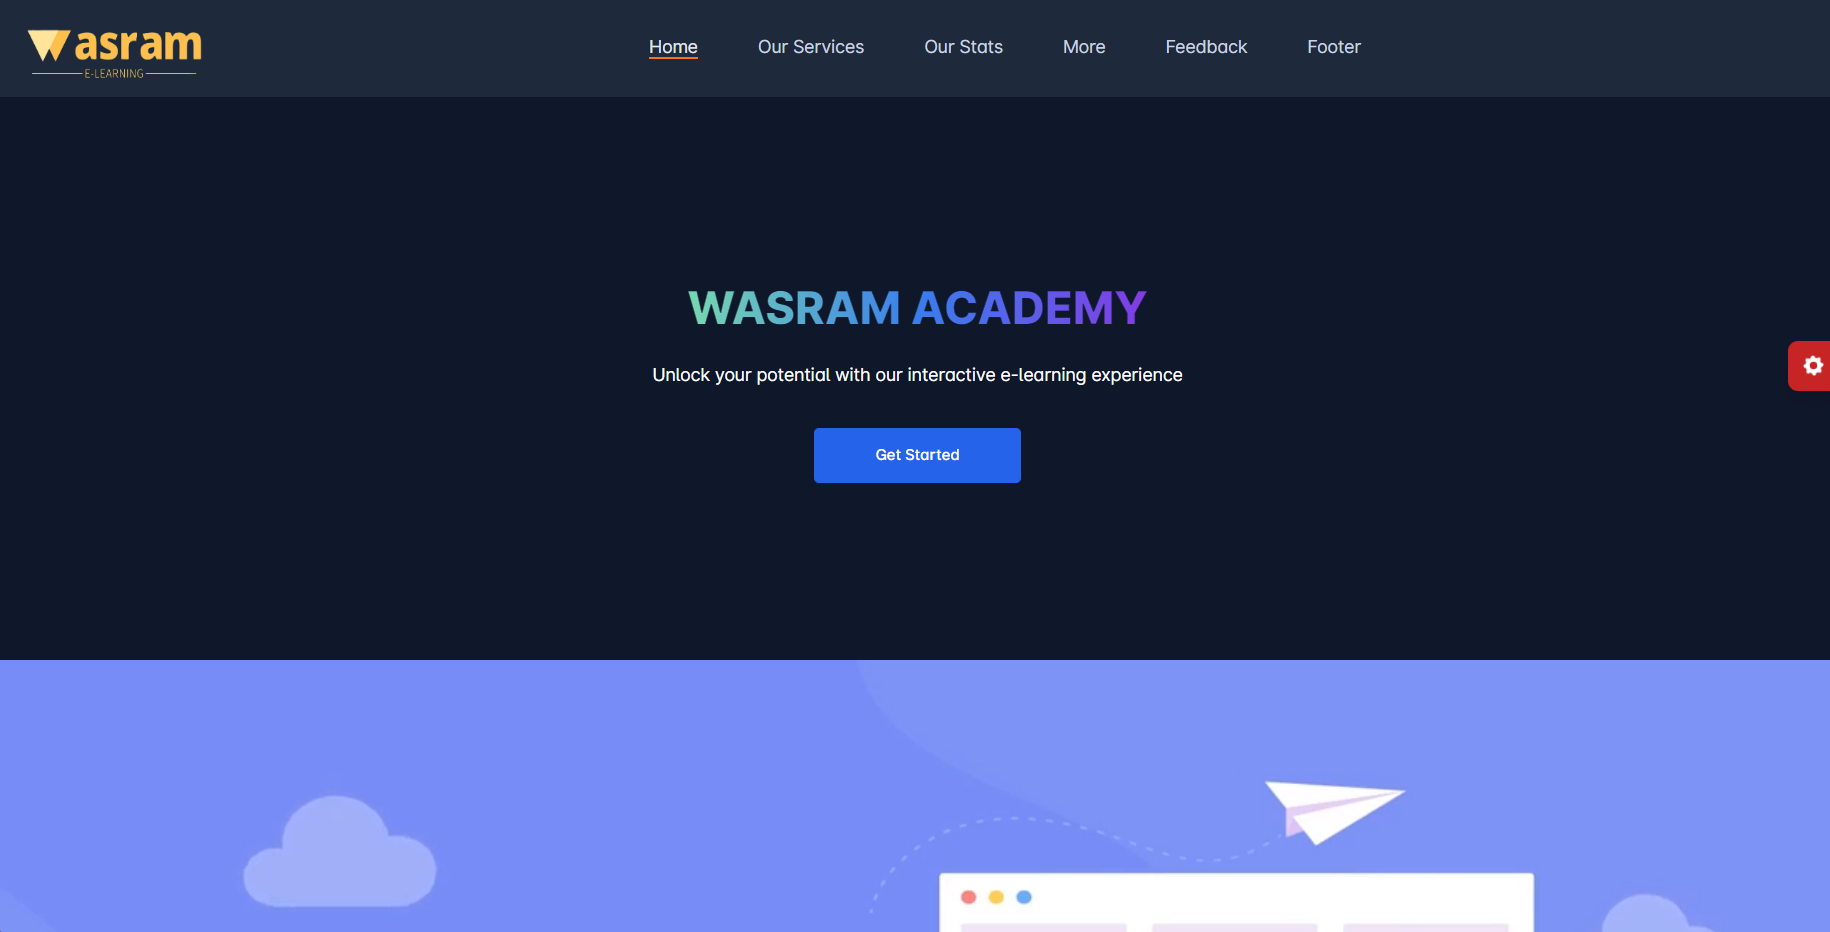 Wasram
E-LEARNING
Home
Our Services
Our Stats
More
Feedback
Footer
WASRAM ACADEMY
Unlock your potential with our interactive e-learning experience
Get Started